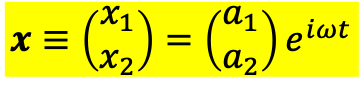 𝒙 ≡ (x₁ x₂) = (a₁ a₂) e^{iωt}